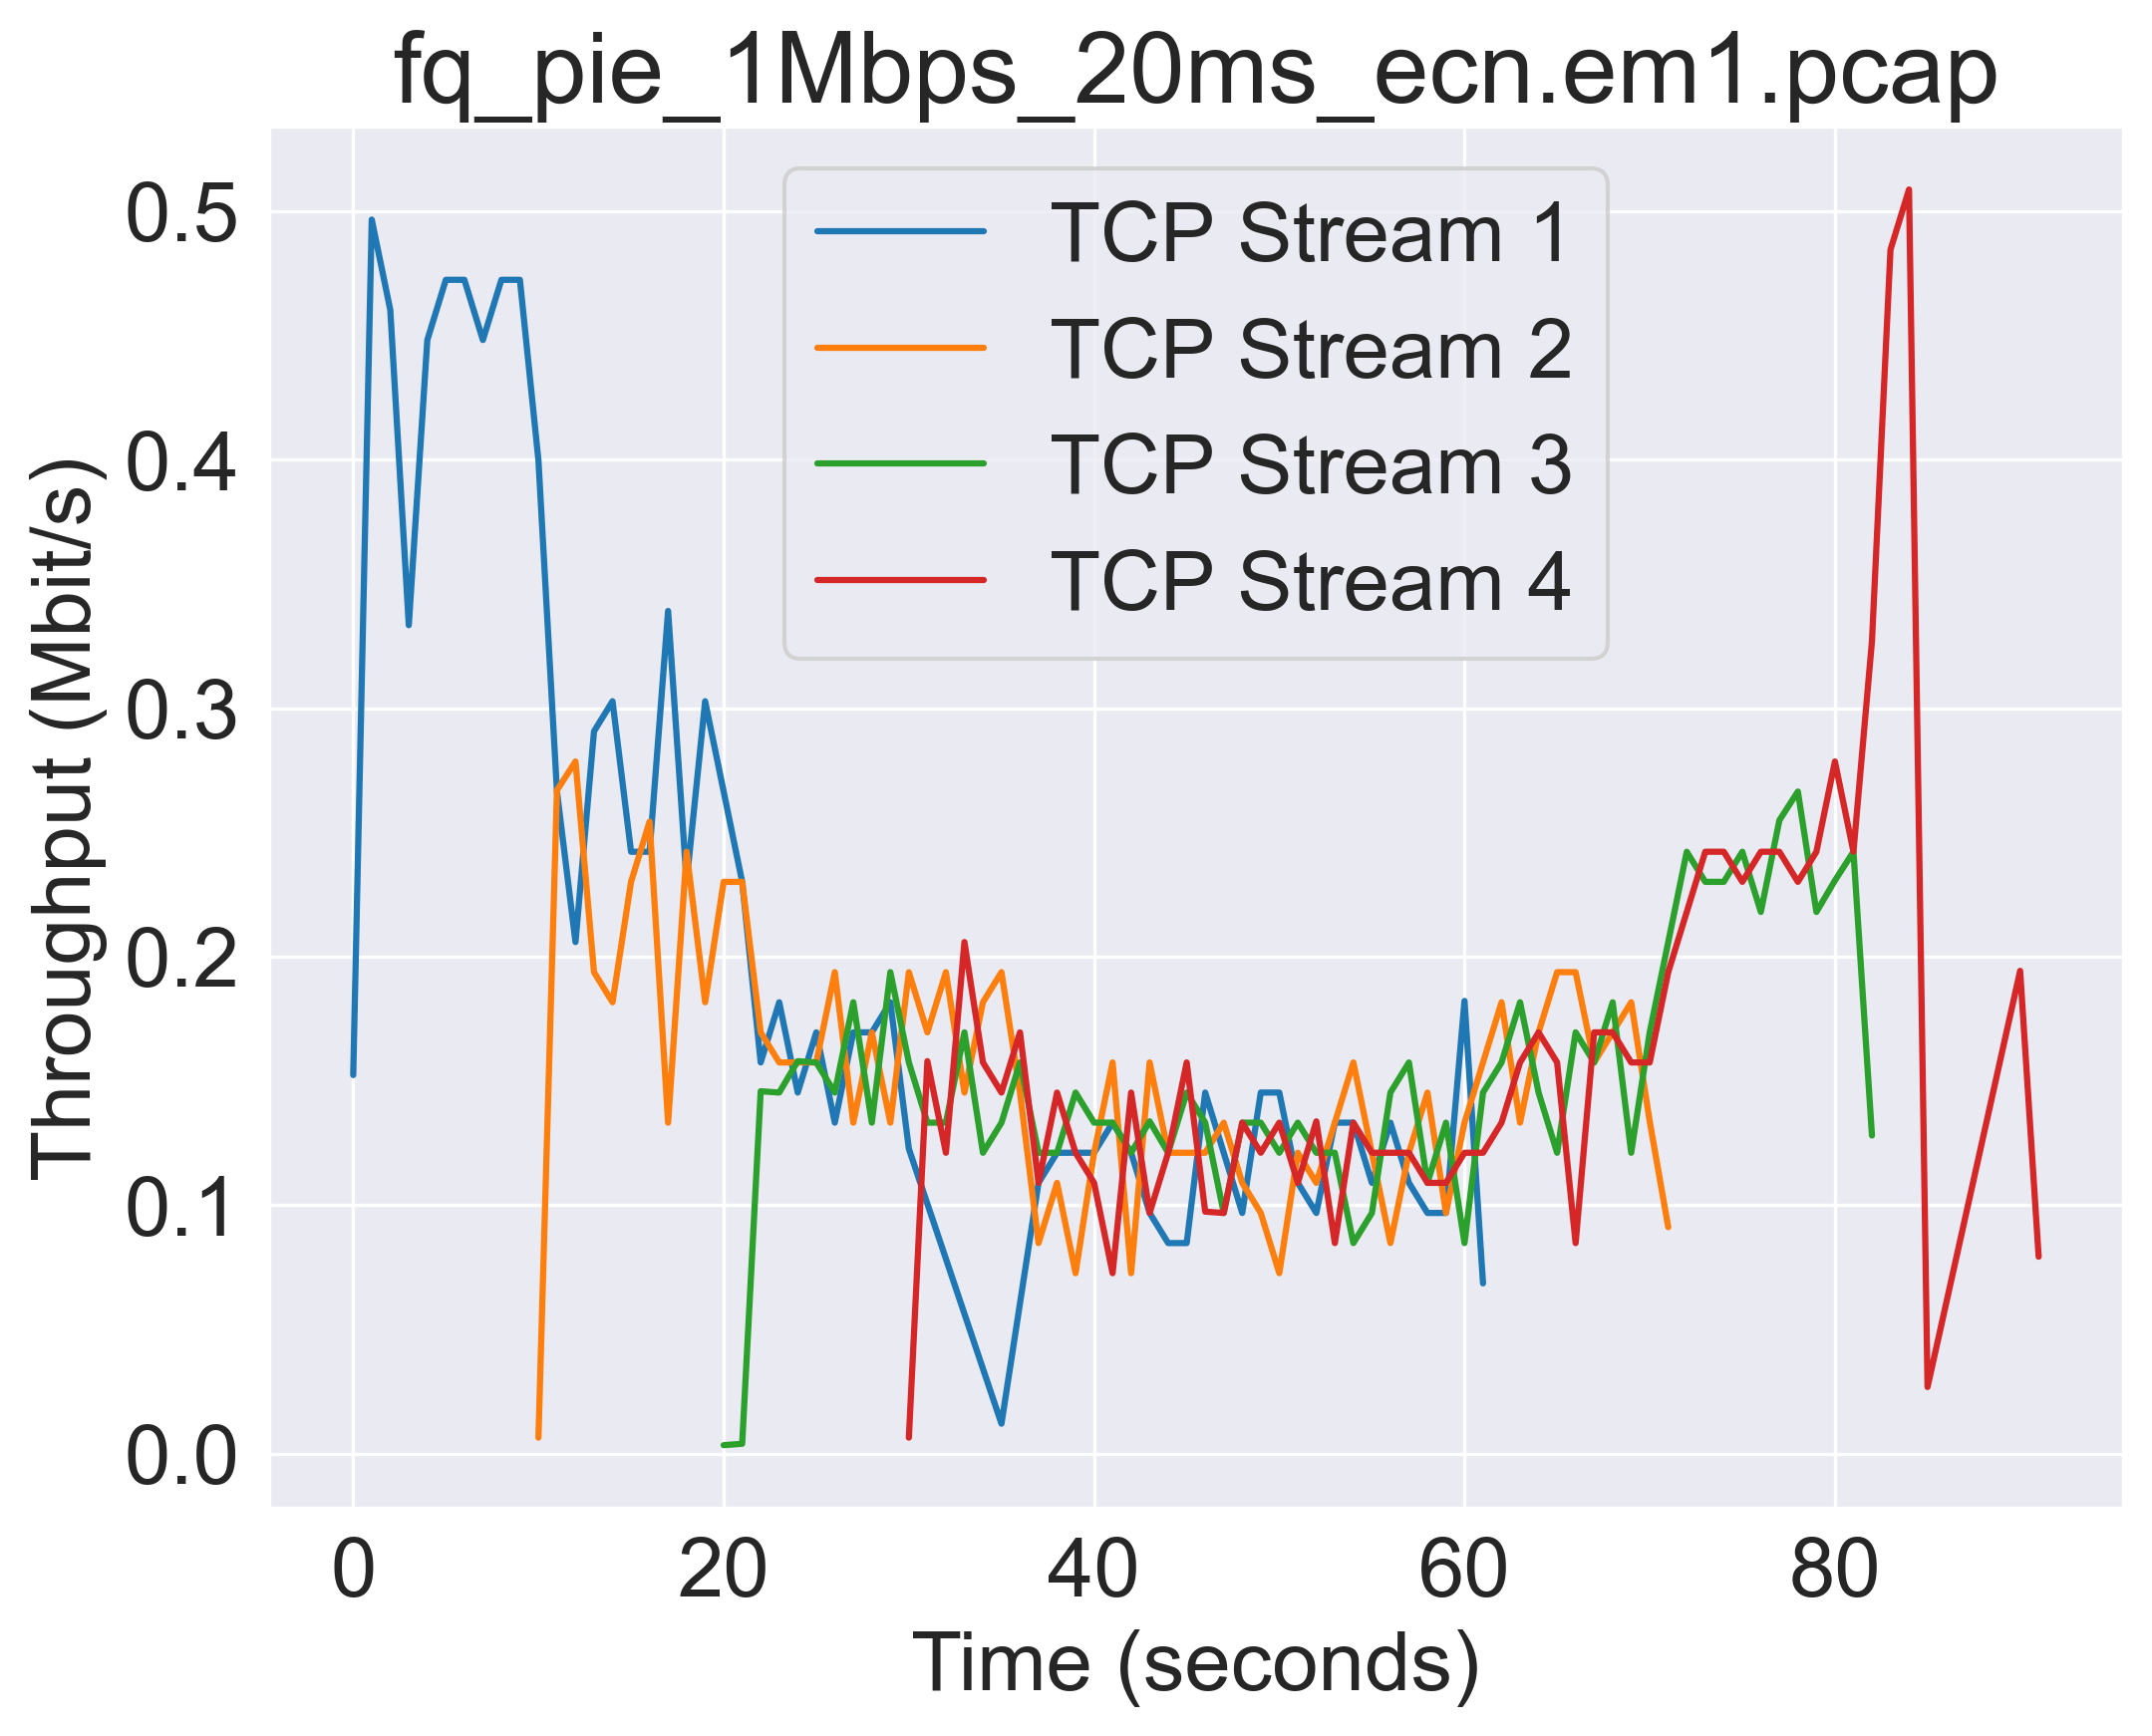 fq_pie_1Mbps_20ms_ecn.em1.pcap
TCP Stream 1
TCP Stream 2
TCP Stream 3
TCP Stream 4
Throughput (Mbit/s)
0.5
0.4
0.3
0.2
0.1
0.0
0 20 40 60 80
Time (seconds)